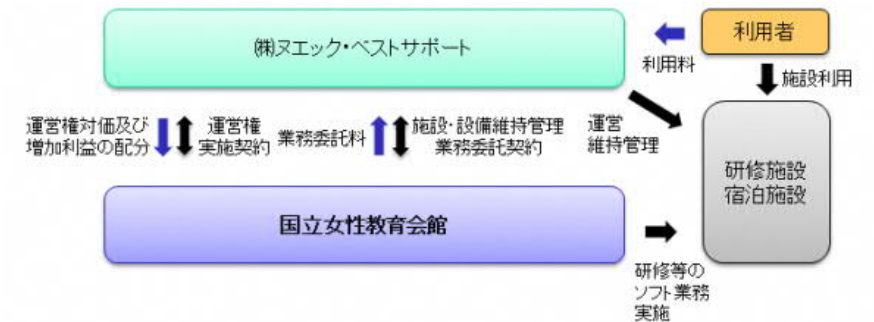 ㈱ヌエック・ベストサポート
利用者
利用料
施設利用
運営権対価及び
増加利益の配分
運営権
実施契約
業務委託料
施設・設備維持管理
業務委託契約
運営
維持管理
研修施設
宿泊施設
国立女性教育会館
研修等の
ソフト業務
実施